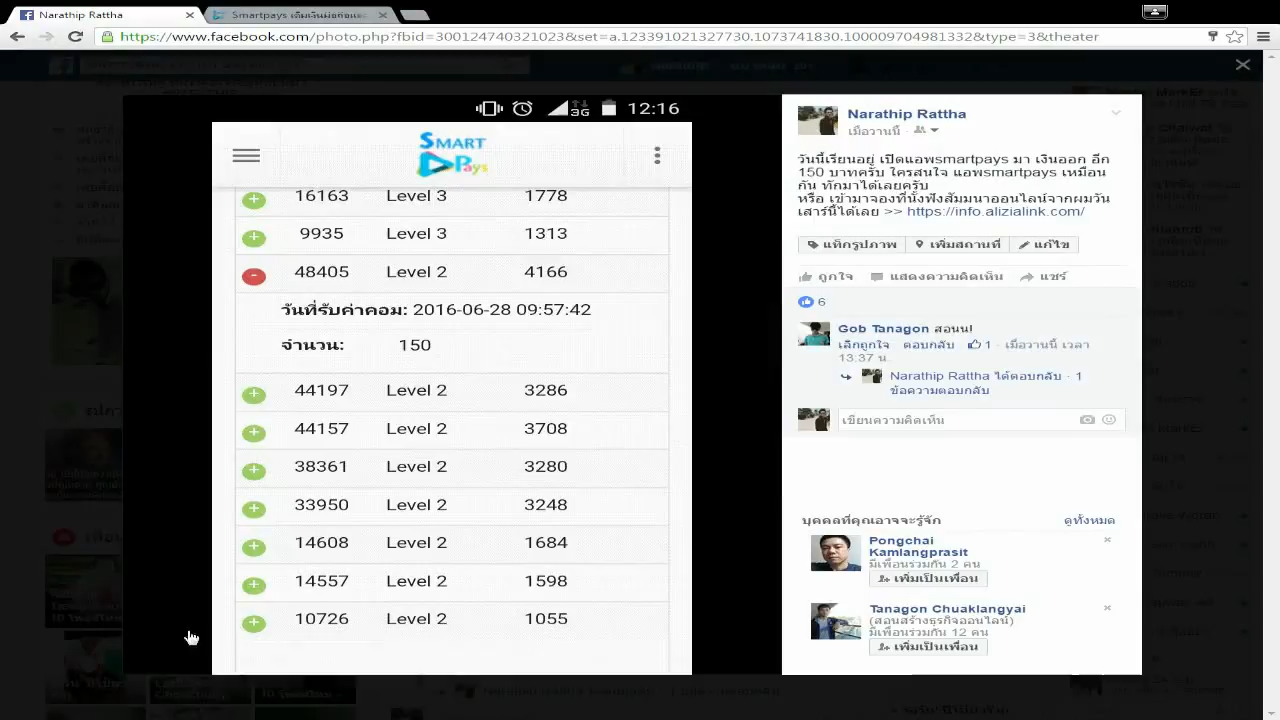 Narathip Rattha
Smartpays เติมเงินมือถือและ
https://www.facebook.com/photo.php?fbid=300124740321023&set=a.123391021327730.1073741830.100009704981332&type=3&theater
3G 12:16
SMART
Pays
16163 Level 3 1778
9935 Level 3 1313
48405 Level 2 4166
วันที่รับค่าคอม: 2016-06-28 09:57:42
จำนวน: 150
44197 Level 2 3286
44157 Level 2 3708
38361 Level 2 3280
33950 Level 2 3248
14608 Level 2 1684
14557 Level 2 1598
10726 Level 2 1055
Narathip Rattha
เมื่อวานนี้
วันนี้เรียนอยู่ เปิดแอพsmartpays มา เงินออก อีก
150 บาทครับ ใครสนใจ แอพsmartpays เหมือน
กัน ทักมาได้เลยครับ
หรือ เข้ามาจองที่นั่งฟังสัมมนาออนไลน์จากผมวัน
เสาร์นี้ได้เลย >> https://info.alizialink.com/
แท็กรูปภาพ เพิ่มสถานที่ แก้ไข
ถูกใจ แสดงความคิดเห็น แชร์
6
Gob Tanagon สอนน!
เลิกถูกใจ ตอบกลับ 1 เมื่อวานนี้ เวลา
13:37 น.
Narathip Rattha ได้ตอบกลับ · 1
ข้อความตอบกลับ
เขียนความคิดเห็น
บุคคลที่คุณอาจจะรู้จัก ดูทั้งหมด
Pongchai
Kamlangprasit
มีเพื่อนร่วมกัน 2 คน
เพิ่มเป็นเพื่อน
Tanagon Chuaklangyai
(สอนสร้างธุรกิจออนไลน์)
มีเพื่อนร่วมกัน 12 คน
เพิ่มเป็นเพื่อน